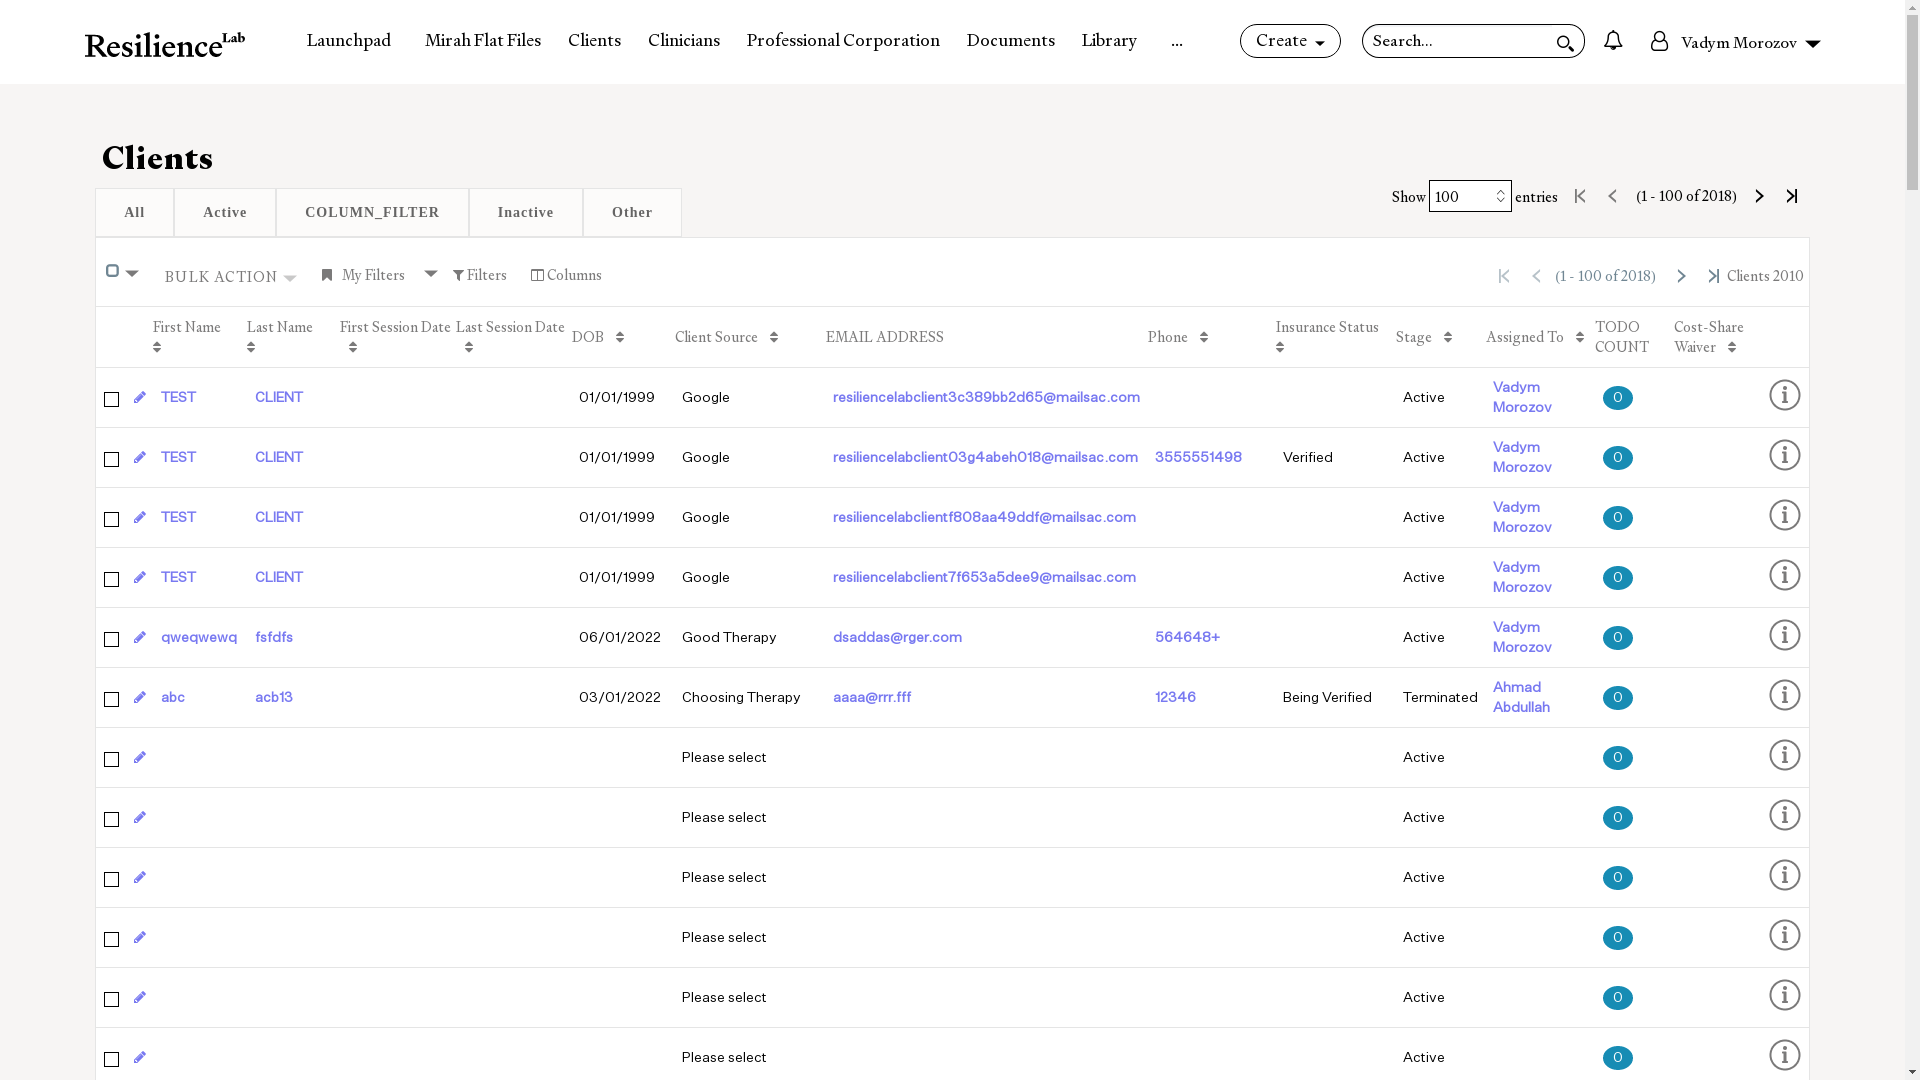 ResilienceLab Launchpad Mirah Flat Files Clients Clinicians Professional Corporation Documents Library ... Create Search... Vadym Morozov
Clients
Show 100 entries (1 - 100 of 2018)
All Active COLUMN_FILTER Inactive Other
BULK ACTION My Filters Filters Columns (1 - 100 of 2018) Clients 2010
First Name Last Name First Session Date Last Session Date DOB Client Source EMAIL ADDRESS Phone Insurance Status Stage Assigned To TODO COUNT Cost-Share Waiver
TEST CLIENT 01/01/1999 Google resiliencelabclient3c389bb2d65@mailsac.com Active Vadym Morozov 0
TEST CLIENT 01/01/1999 Google resiliencelabclient03g4abeh018@mailsac.com 3555551498 Verified Active Vadym Morozov 0
TEST CLIENT 01/01/1999 Google resiliencelabclientf808aa49ddf@mailsac.com Active Vadym Morozov 0
TEST CLIENT 01/01/1999 Google resiliencelabclient7f653a5dee9@mailsac.com Active Vadym Morozov 0
qweqwewq fsfdfs 06/01/2022 Good Therapy dsaddas@rger.com 564648+ Active Vadym Morozov 0
abc acb13 03/01/2022 Choosing Therapy aaaa@rrr.fff 12346 Being Verified Terminated Ahmad Abdullah 0
Please select Active 0
Please select Active 0
Please select Active 0
Please select Active 0
Please select Active 0
Please select Active 0